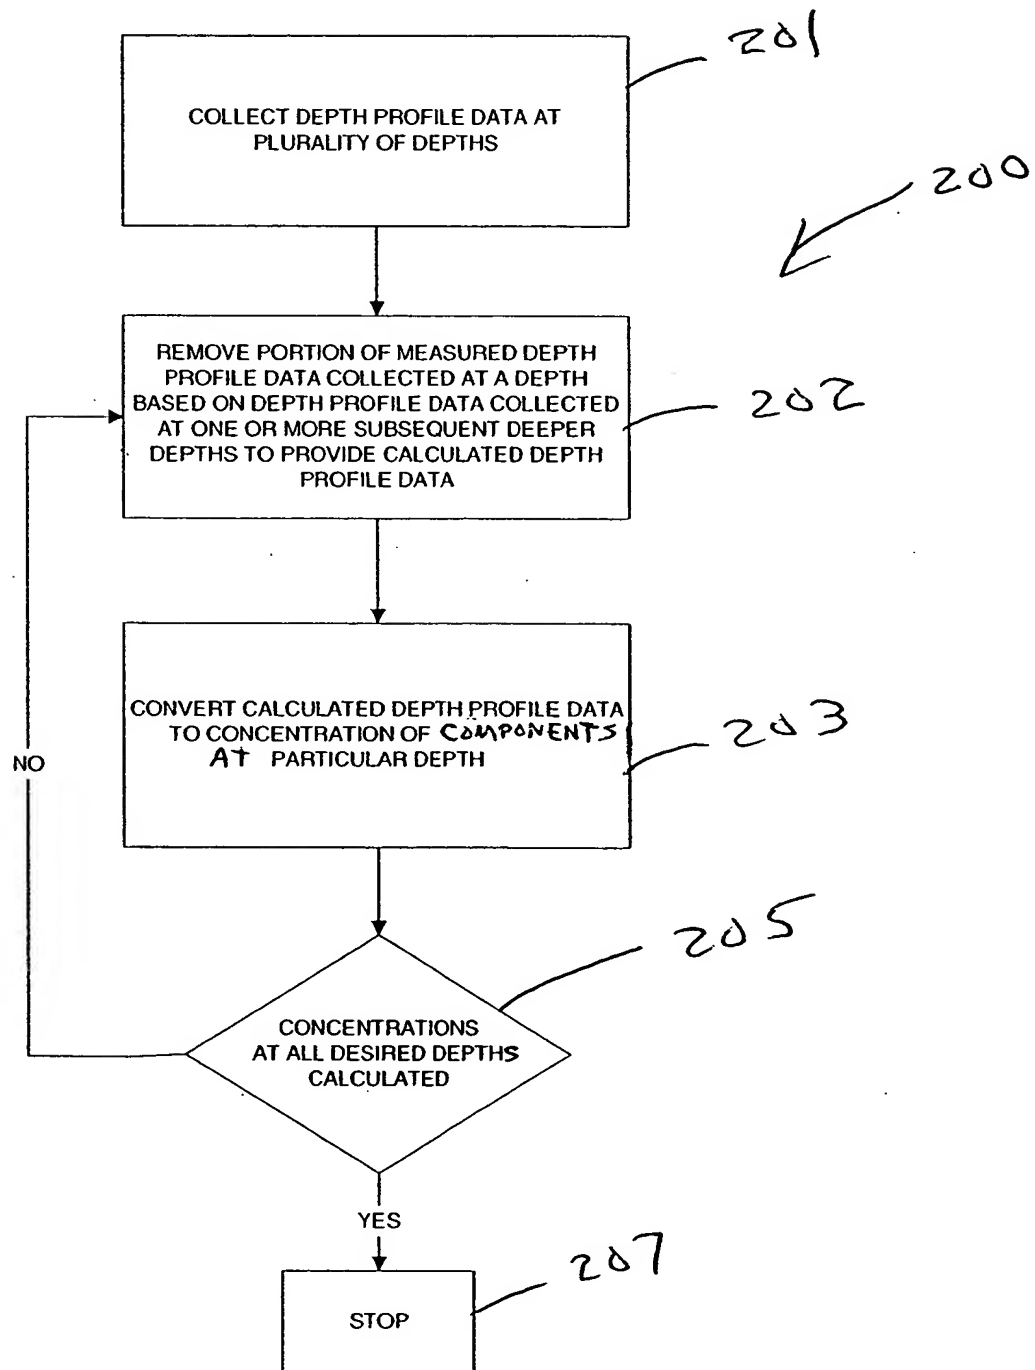 201
COLLECT DEPTH PROFILE DATA AT
PLURALITY OF DEPTHS
200
REMOVE PORTION OF MEASURED DEPTH
PROFILE DATA COLLECTED AT A DEPTH
BASED ON DEPTH PROFILE DATA COLLECTED
AT ONE OR MORE SUBSEQUENT DEEPER
DEPTHS TO PROVIDE CALCULATED DEPTH
PROFILE DATA
202
CONVERT CALCULATED DEPTH PROFILE DATA
TO CONCENTRATION OF COMPONENTS
At PARTICULAR DEPTH
203
NO
205
CONCENTRATIONS
AT ALL DESIRED DEPTHS
CALCULATED
YES
207
STOP